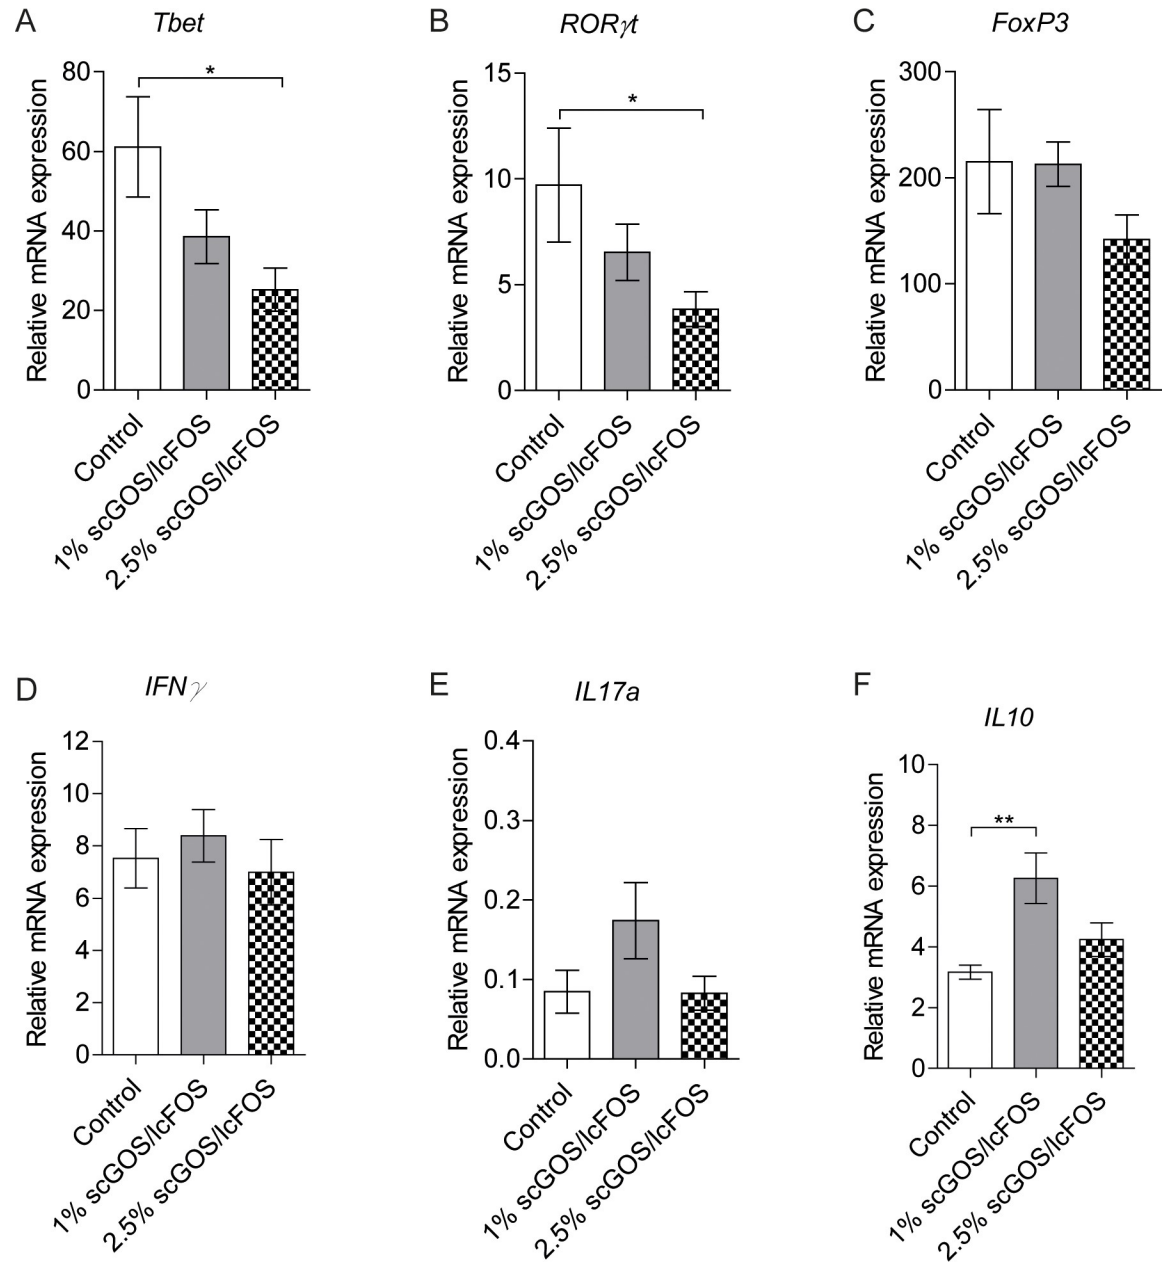 A
Tbet
Relative mRNA expression
80
60
40
20
0
*
Control
1% scGOS/lcFOS
2.5% scGOS/lcFOS
B
RORγt
Relative mRNA expression
15
10
5
0
*
Control
1% scGOS/lcFOS
2.5% scGOS/lcFOS
C
FoxP3
Relative mRNA expression
300
200
100
0
Control
1% scGOS/lcFOS
2.5% scGOS/lcFOS
D
IFNγ
Relative mRNA expression
12
10
8
6
4
2
0
Control
1% scGOS/lcFOS
2.5% scGOS/lcFOS
E
IL17a
Relative mRNA expression
0.4
0.3
0.2
0.1
0.0
Control
1% scGOS/lcFOS
2.5% scGOS/lcFOS
F
IL10
Relative mRNA expression
10
8
6
4
2
0
**
Control
1% scGOS/lcFOS
2.5% scGOS/lcFOS